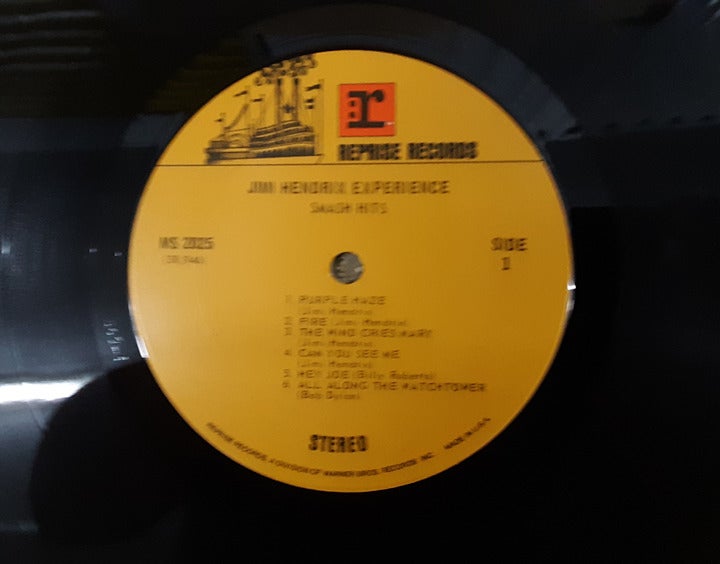 r
REPRISE RECORDS
JIMI HENDRIX EXPERIENCE
SMASH HITS
MS 2025
SIDE
1
1. PURPLE HAZE
(Jimi Hendrix)
2. FIRE (Jimi Hendrix)
3. THE WIND CRIES MARY
(Jimi Hendrix)
4. CAN YOU SEE ME
(Jimi Hendrix)
5. HEY JOE (Billy Roberts)
6. ALL ALONG THE WATCHTOWER
(Bob Dylan)
STEREO
REPRISE RECORDS, A DIVISION OF WARNER BROS. RECORDS INC. MADE IN U.S.A.